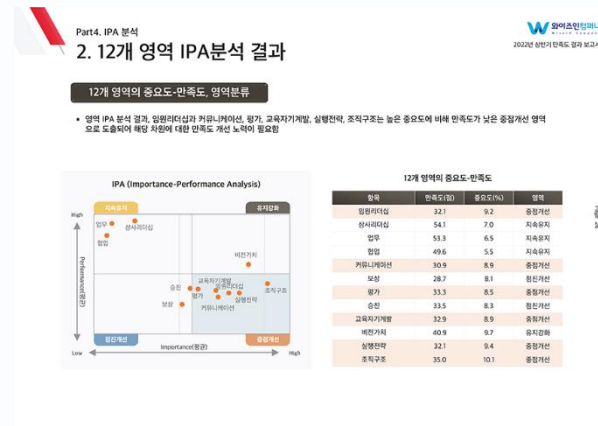 Part4. IPA 분석
2. 12개 영역 IPA분석 결과
와이즈인컴퍼니
2022년 상반기 만족도 결과 보고서
12개 영역의 중요도-만족도, 영역분류
• 영역 IPA 분석 결과, 임원리더십과 커뮤니케이션, 평가, 교육자기개발, 실행전략, 조직구조는 높은 중요도에 비해 만족도가 낮은 중점개선 영역
으로 도출되어 해당 차원에 대한 만족도 개선 노력이 필요함
IPA (Importance-Performance Analysis)
High
지속유지
유지강화
업무
상사리더십
협업
비전가치
Performance(평균)
교육자기개발
승진
임원리더십
조직구조
평가
실행전략
보상
커뮤니케이션
점진개선
중점개선
Low
Importance(평균)
High
12개 영역의 중요도-만족도
항목 만족도(점) 중요도(%) 영역
임원리더십 32.1 9.2 중점개선
상사리더십 54.1 7.0 지속유지
업무 53.3 6.5 지속유지
협업 49.6 5.5 지속유지
커뮤니케이션 30.9 8.9 중점개선
보상 28.7 8.1 점진개선
평가 33.3 8.5 중점개선
승진 33.5 8.3 점진개선
교육자기개발 32.9 8.9 중점개선
비전가치 40.9 9.7 유지강화
실행전략 32.1 9.4 중점개선
조직구조 35.0 10.1 중점개선